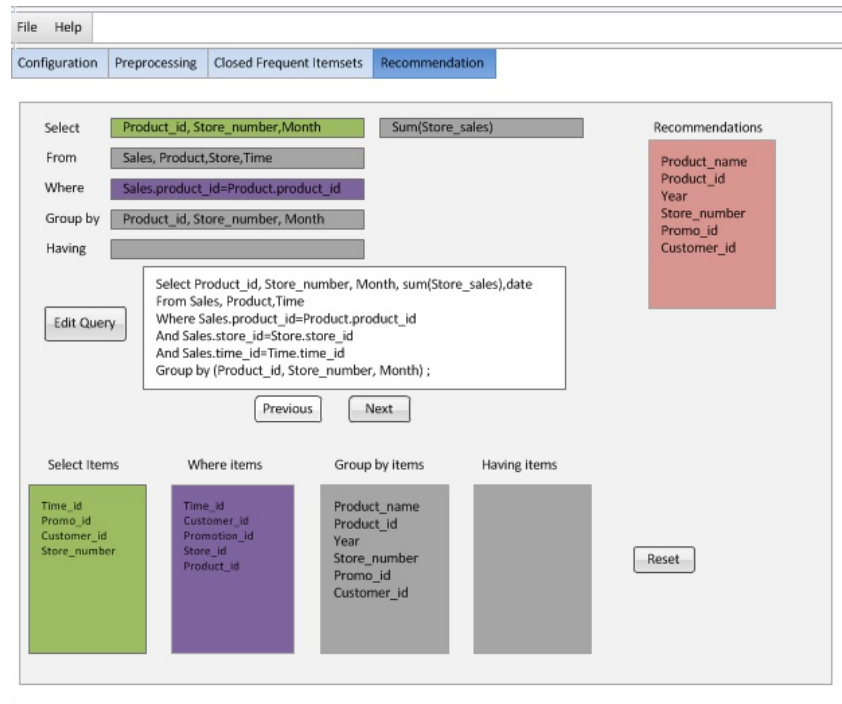 File Help
Configuration Preprocessing Closed Frequent Itemsets Recommendation
Select Product_id, Store_number,Month Sum(Store_sales)
From Sales, Product,Store,Time
Where Sales.product_id=Product.product_id
Group by Product_id, Store_number, Month
Having
Recommendations
Product_name
Product_id
Year
Store_number
Promo_id
Customer_id
Edit Query
Select Product_id, Store_number, Month, sum(Store_sales),date
From Sales, Product,Time
Where Sales.product_id=Product.product_id
And Sales.store_id=Store.store_id
And Sales.time_id=Time.time_id
Group by (Product_id, Store_number, Month) ;
Previous Next
Select Items
Time_id
Promo_id
Customer_id
Store_number
Where items
Time_id
Customer_id
Promotion_id
Store_id
Product_id
Group by items
Product_name
Product_id
Year
Store_number
Promo_id
Customer_id
Having items
Reset